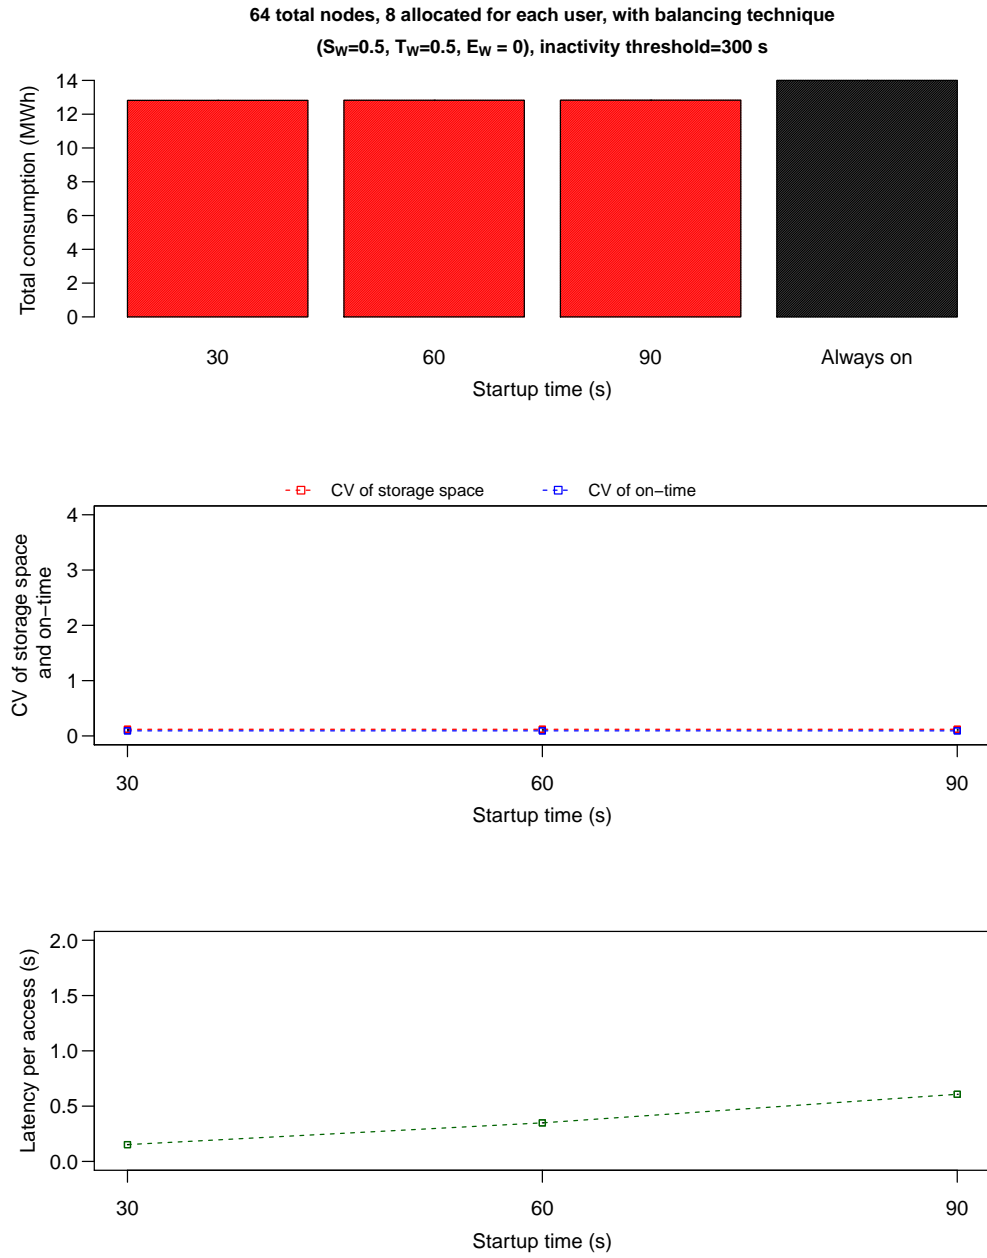 64 total nodes, 8 allocated for each user, with balancing technique
(SW=0.5, TW=0.5, EW = 0), inactivity threshold=300 s
Total consumption (MWh)
14
12
10
8
6
4
2
0
30 60 90 Always on
Startup time (s)
CV of storage space CV of on−time
CV of storage space
and on−time
4
3
2
1
0
30 60 90
Startup time (s)
Latency per access (s)
2.0
1.5
1.0
0.5
0.0
30 60 90
Startup time (s)